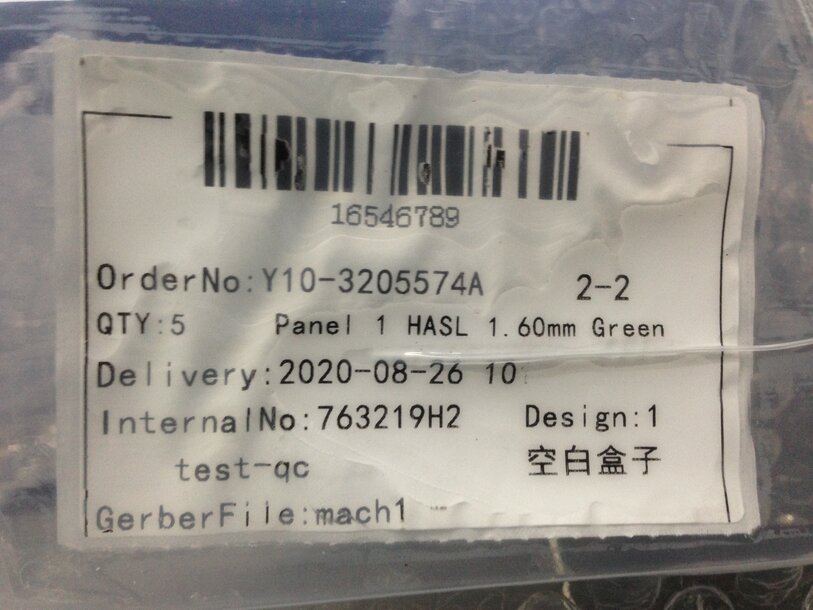 16546789
OrderNo:Y10-3205574A 2-2
QTY:5 Panel 1 HASL 1.60mm Green
Delivery:2020-08-26 10
InternalNo:763219H2 Design:1
test-qc 空白盒子
GerberFile:mach1